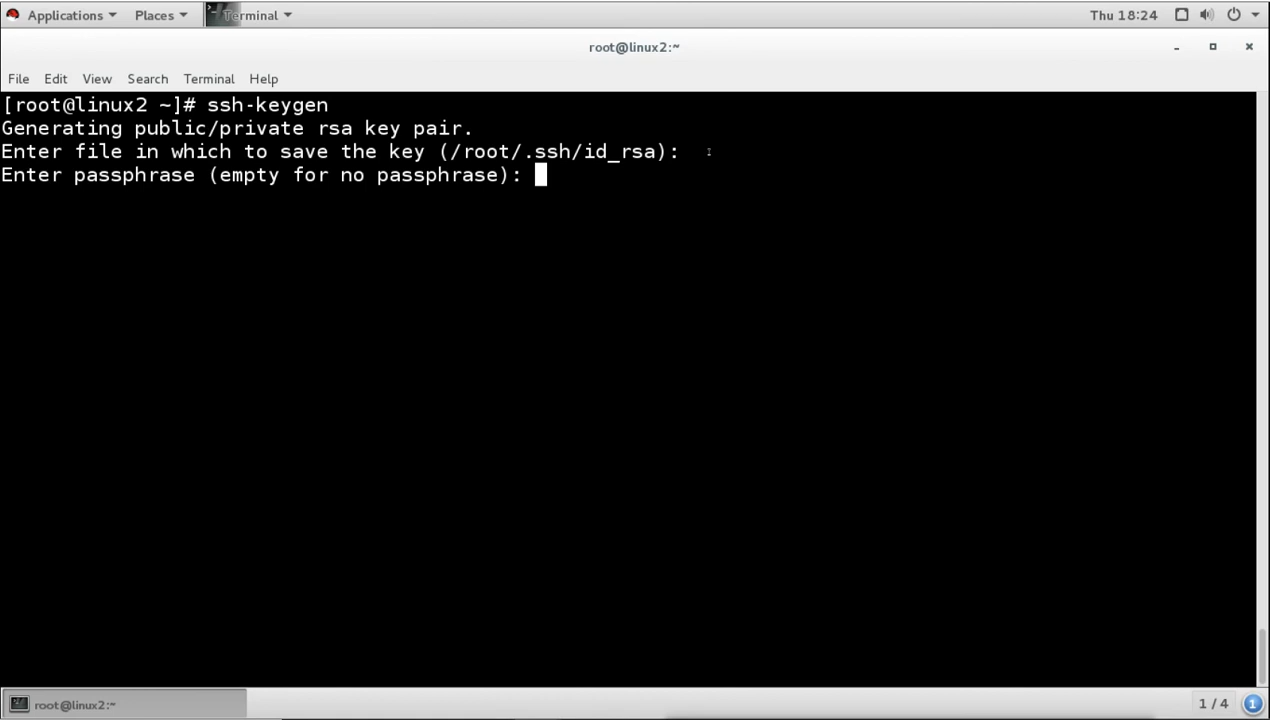 Applications Places Terminal Thu 18:24
root@linux2:~
File Edit View Search Terminal Help
[root@linux2 ~]# ssh-keygen
Generating public/private rsa key pair.
Enter file in which to save the key (/root/.ssh/id_rsa):
Enter passphrase (empty for no passphrase):
root@linux2:~ 1 / 4 1